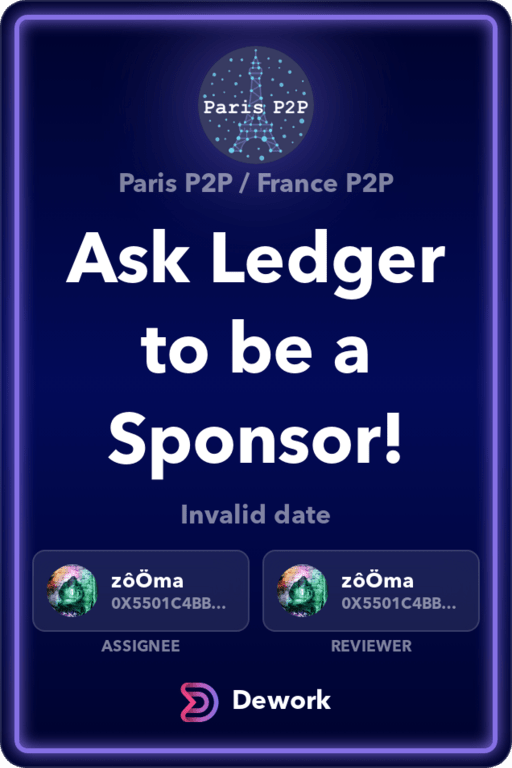 Paris P2P
Paris P2P / France P2P
Ask Ledger
to be a
Sponsor!
Invalid date
zôÖma
0X5501C4BB...
ASSIGNEE
zôÖma
0X5501C4BB...
REVIEWER
Dework